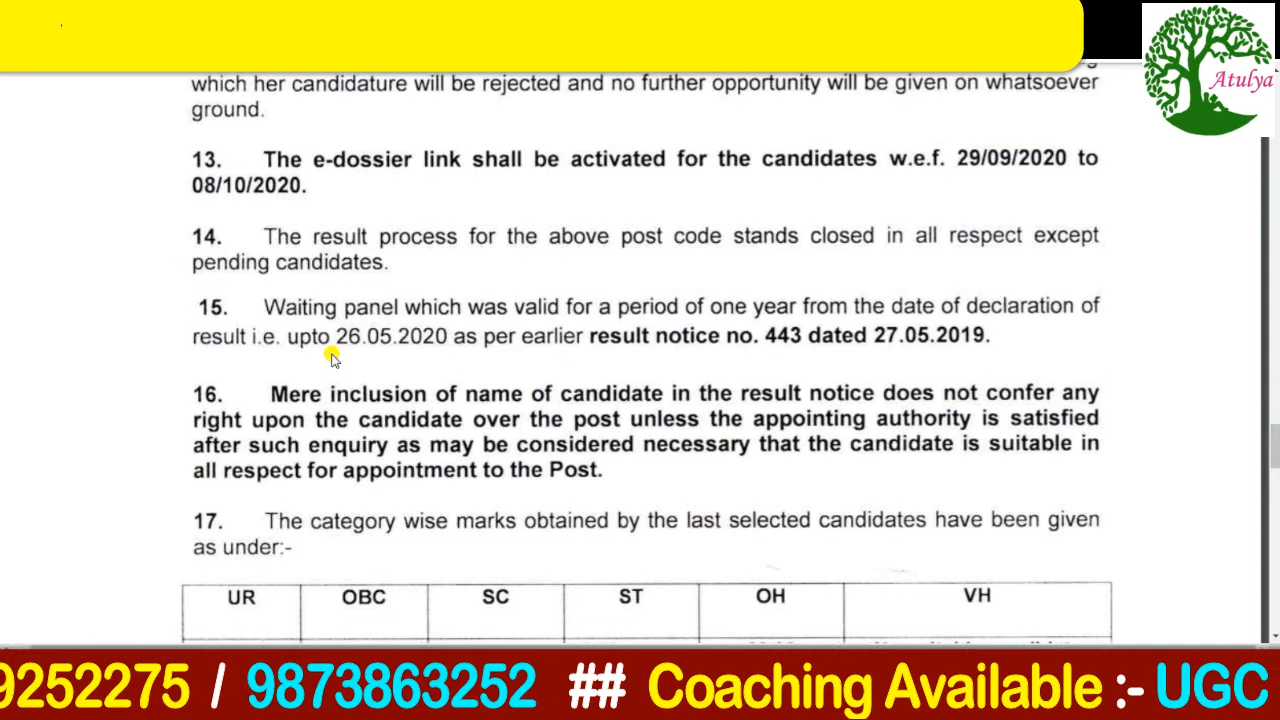 Atulya
which her candidature will be rejected and no further opportunity will be given on whatsoever
ground.
13. The e-dossier link shall be activated for the candidates w.e.f. 29/09/2020 to
08/10/2020.
14. The result process for the above post code stands closed in all respect except
pending candidates.
15. Waiting panel which was valid for a period of one year from the date of declaration of
result i.e. upto 26.05.2020 as per earlier result notice no. 443 dated 27.05.2019.
16. Mere inclusion of name of candidate in the result notice does not confer any
right upon the candidate over the post unless the appointing authority is satisfied
after such enquiry as may be considered necessary that the candidate is suitable in
all respect for appointment to the Post.
17. The category wise marks obtained by the last selected candidates have been given
as under:-
UR OBC SC ST OH VH
9252275 / 9873863252 ## Coaching Available :- UGC